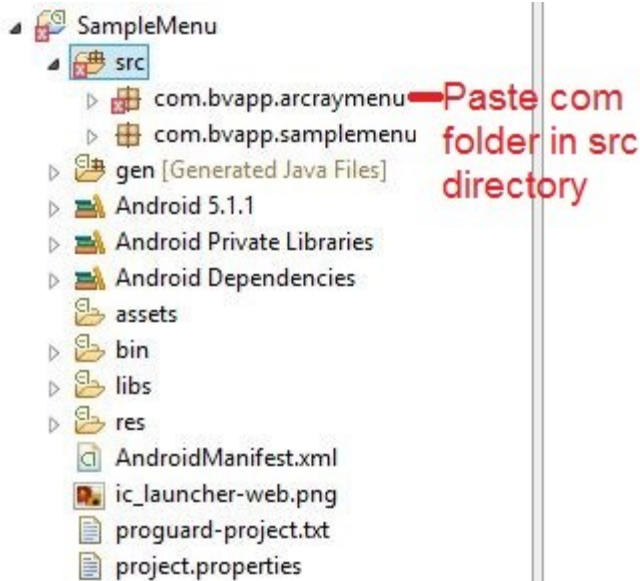 SampleMenu
src
com.bvapp.arcraymenu
com.bvapp.samplemenu
Paste com
folder in src
directory
gen [Generated Java Files]
Android 5.1.1
Android Private Libraries
Android Dependencies
assets
bin
libs
res
AndroidManifest.xml
ic_launcher-web.png
proguard-project.txt
project.properties